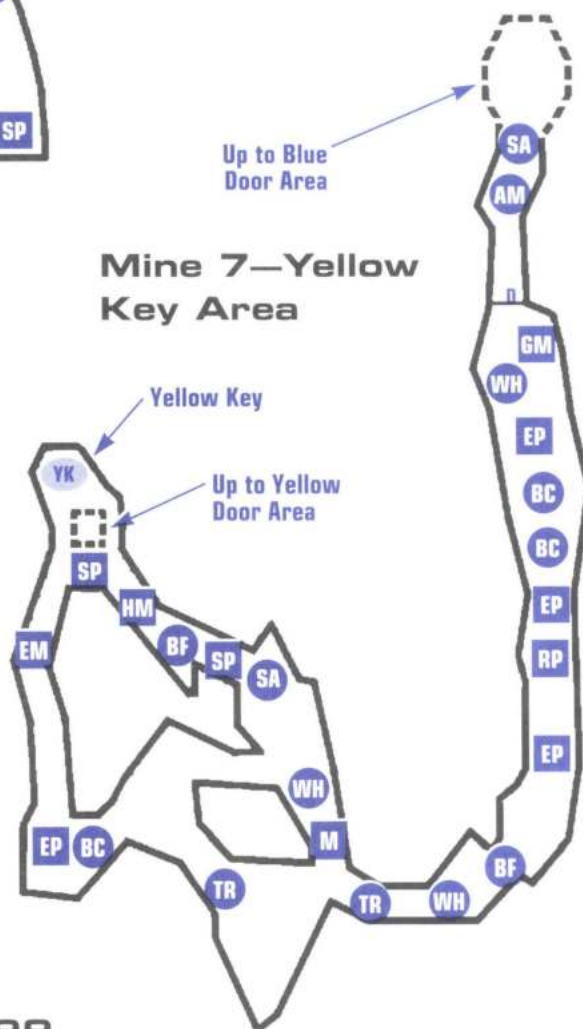 SP
Up to Blue
Door Area
SA
AM
Mine 7—Yellow
Key Area
D
GM
WH
EP
BC
BC
EP
RP
EP
Yellow Key
YK
Up to Yellow
Door Area
SP
HM
BF
SP
SA
EM
WH
M
EP
BC
TR
TR
WH
BF